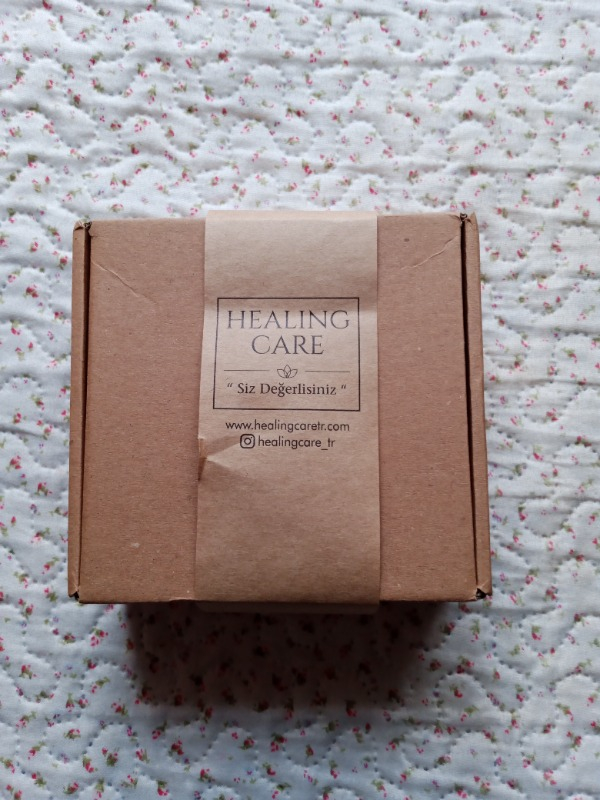 HEALING
CARE
“ Siz Değerlisiniz “
www.healingcaretr.com
healingcare_tr